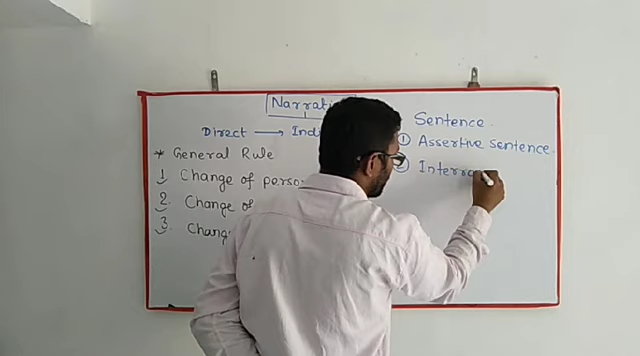 Narrati
Direct → Indi
* General Rule
1 Change of perso
2. Change of
3. Chang
Sentence.
① Assertive Sentence.
② Interro